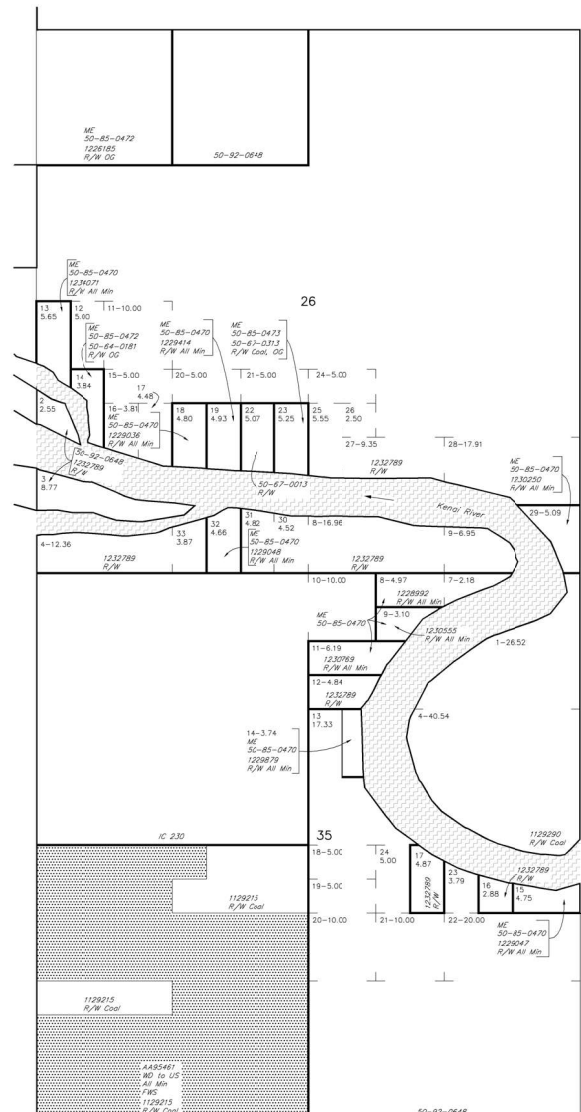 ME
50-85-0472
1226185
R/W OG
50-92-0648
ME
50-85-0470
1231071
R/W All Min
26
13
5.65
12
5.00
11-10.00
ME
50-85-0472
50-64-0181
R/W OG
ME
50-85-0470
1229414
R/W All Min
ME
50-85-0473
50-67-0313
R/W Coal, OG
14
3.84
15-5.00
20-5.00
21-5.00
24-5.00
2
2.55
16-3.81
17
4.48
ME
50-85-0470
1229036
R/W All Min
18
4.80
19
4.93
22
5.07
23
5.25
25
5.55
26
2.50
27-9.35
28-17.91
50-92-0648
1232789
R/W
3
8.77
1232789
R/W
ME
50-85-0470
1130250
R/W All Min
50-67-0013
R/W
Kenai River
29-5.09
4-12.36
33
3.87
32
4.66
31
4.82
30
4.52
8-16.96
9-6.95
ME
50-85-0470
1229048
R/W All Min
1232789
R/W
1232789
R/W
10-10.00
8-4.97
7-2.18
1228992
R/W All Min
ME
50-85-0470
9-3.10
1230555
R/W All Min
1-26.52
11-6.19
1230769
R/W All Min
12-4.84
1232789
R/W
13
17.33
4-40.54
14-3.74
ME
50-85-0470
1229879
R/W All Min
IC 230
35
1129290
R/W Coal
18-5.00
24
5.00
17
4.87
1232789
R/W
23
3.79
1232789
R/W
16
2.88
15
4.75
19-5.00
1129215
R/W Coal
20-10.00
21-10.00
22-20.00
ME
50-85-0470
1229047
R/W All Min
1129215
R/W Coal
AA95461
WD to US
All Min
FWS
1129215
R/W Coal
50-92-0648